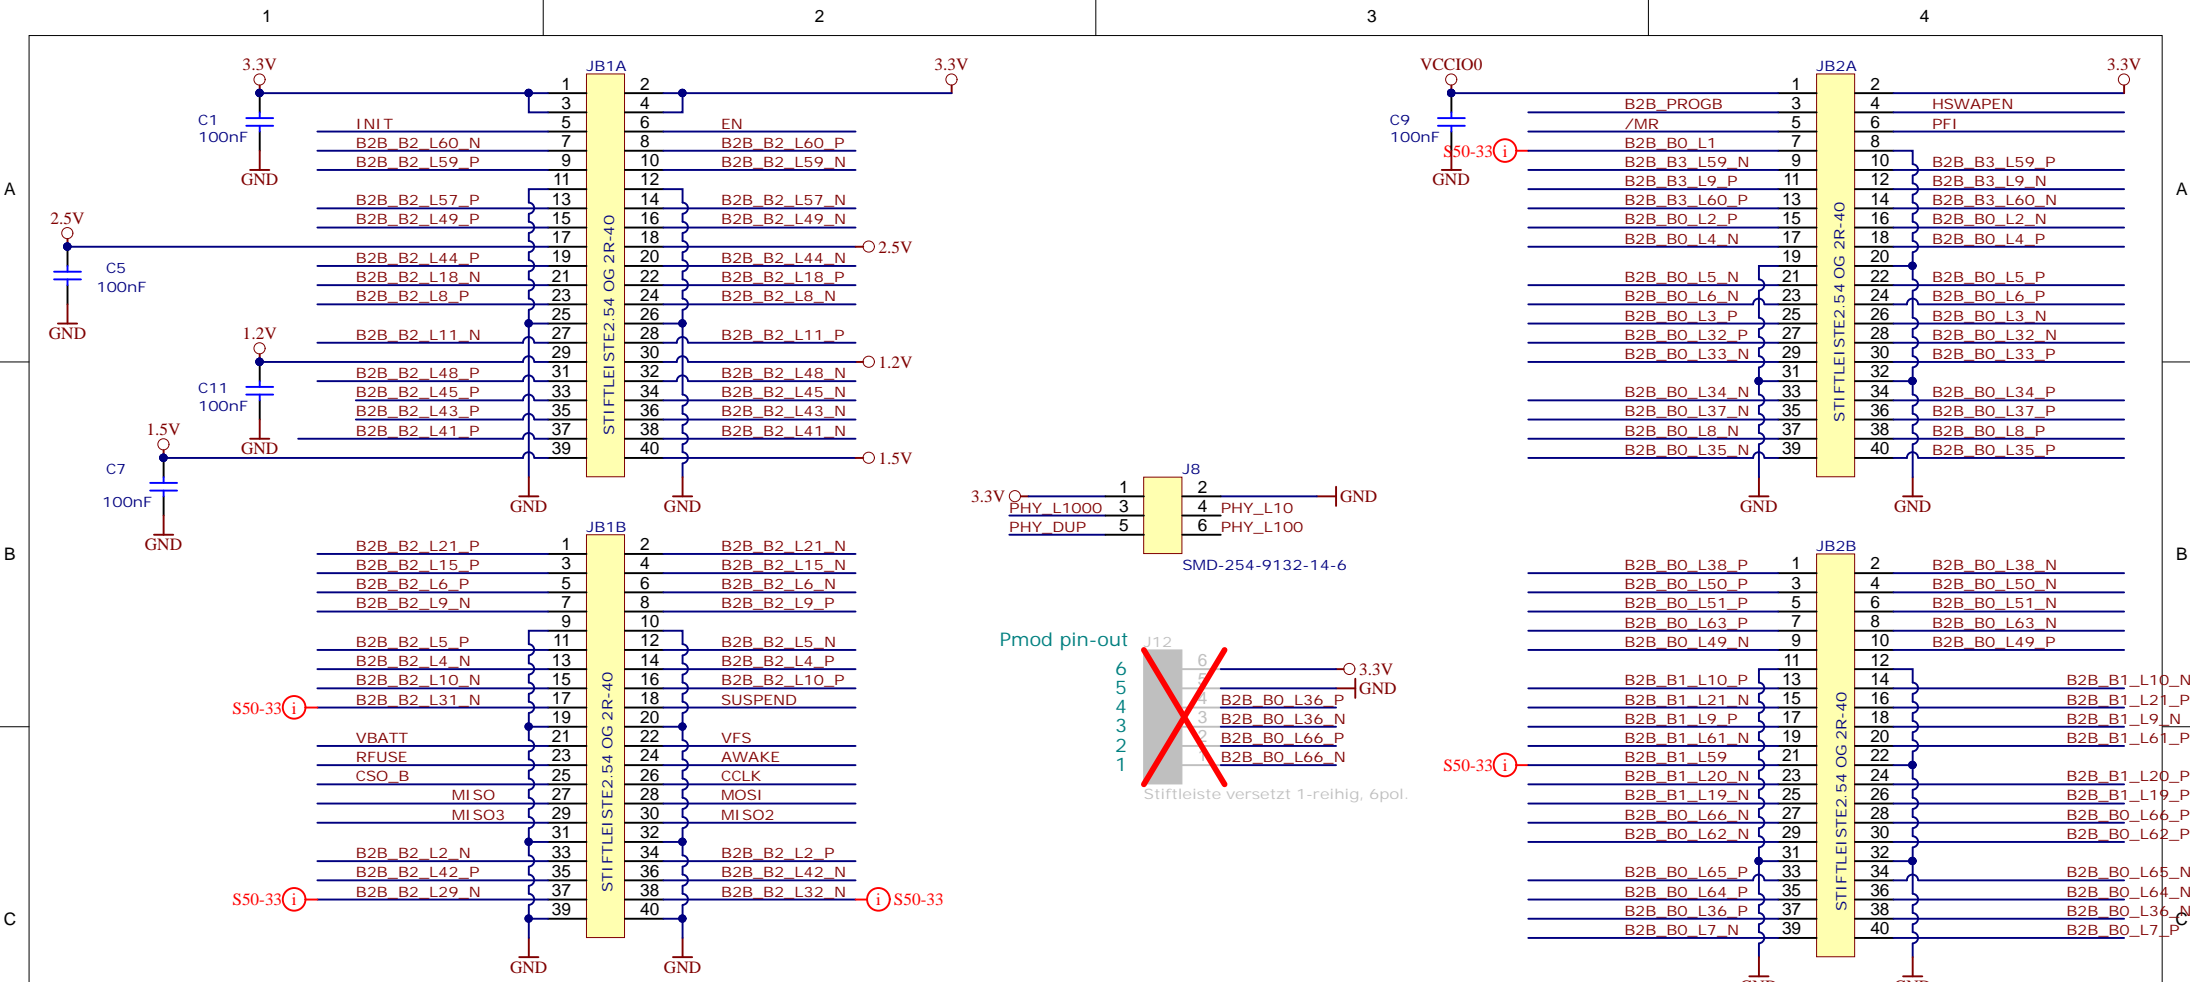 1 2 3 4
A A
B B
C C
3.3V
C1
100nF
GND
2.5V
C5
100nF
GND
1.2V
C11
100nF
GND
1.5V
C7
100nF
GND
JB1A
3.3V
STIFTLEISTE2.54 OG 2R-40
1 2
3 4
INIT 5 6 EN
B2B_B2_L60_N 7 8 B2B_B2_L60_P
B2B_B2_L59_P 9 10 B2B_B2_L59_N
11 12
B2B_B2_L57_P 13 14 B2B_B2_L57_N
B2B_B2_L49_P 15 16 B2B_B2_L49_N
17 18 2.5V
B2B_B2_L44_P 19 20 B2B_B2_L44_N
B2B_B2_L18_N 21 22 B2B_B2_L18_P
B2B_B2_L8_P 23 24 B2B_B2_L8_N
25 26
B2B_B2_L11_N 27 28 B2B_B2_L11_P
29 30 1.2V
B2B_B2_L48_P 31 32 B2B_B2_L48_N
B2B_B2_L45_P 33 34 B2B_B2_L45_N
B2B_B2_L43_P 35 36 B2B_B2_L43_N
B2B_B2_L41_P 37 38 B2B_B2_L41_N
39 40 1.5V
GND GND
JB1B
STIFTLEISTE2.54 OG 2R-40
B2B_B2_L21_P 1 2 B2B_B2_L21_N
B2B_B2_L15_P 3 4 B2B_B2_L15_N
B2B_B2_L6_P 5 6 B2B_B2_L6_N
B2B_B2_L9_N 7 8 B2B_B2_L9_P
9 10
B2B_B2_L5_P 11 12 B2B_B2_L5_N
B2B_B2_L4_N 13 14 B2B_B2_L4_P
B2B_B2_L10_N 15 16 B2B_B2_L10_P
S50-33 i B2B_B2_L31_N 17 18 SUSPEND
19 20
VBATT 21 22 VFS
RFUSE 23 24 AWAKE
CSO_B 25 26 CCLK
MISO 27 28 MOSI
MISO3 29 30 MISO2
31 32
B2B_B2_L2_N 33 34 B2B_B2_L2_P
B2B_B2_L42_P 35 36 B2B_B2_L42_N
S50-33 i B2B_B2_L29_N 37 38 B2B_B2_L32_N i S50-33
39 40
GND GND
J8
3.3V 1 2 GND
PHY_L1000 3 4 PHY_L10
PHY_DUP 5 6 PHY_L100
SMD-254-9132-14-6
Pmod pin-out J12
6 6 3.3V
5 5 GND
4 4 B2B_B0_L36_P
3 3 B2B_B0_L36_N
2 2 B2B_B0_L66_P
1 B2B_B0_L66_N
Stiftleiste versetzt 1-reihig, 6pol.
VCCIO0
C9
100nF
GND
JB2A
3.3V
STIFTLEISTE2.54 OG 2R-40
1 2
B2B_PROGB 3 4 HSWAPEN
/MR 5 6 PFI
S50-33 i B2B_B0_L1 7 8
B2B_B3_L59_N 9 10 B2B_B3_L59_P
B2B_B3_L9_P 11 12 B2B_B3_L9_N
B2B_B3_L60_P 13 14 B2B_B3_L60_N
B2B_B0_L2_P 15 16 B2B_B0_L2_N
B2B_B0_L4_N 17 18 B2B_B0_L4_P
19 20
B2B_B0_L5_N 21 22 B2B_B0_L5_P
B2B_B0_L6_N 23 24 B2B_B0_L6_P
B2B_B0_L3_P 25 26 B2B_B0_L3_N
B2B_B0_L32_P 27 28 B2B_B0_L32_N
B2B_B0_L33_N 29 30 B2B_B0_L33_P
31 32
B2B_B0_L34_N 33 34 B2B_B0_L34_P
B2B_B0_L37_N 35 36 B2B_B0_L37_P
B2B_B0_L8_N 37 38 B2B_B0_L8_P
B2B_B0_L35_N 39 40 B2B_B0_L35_P
GND GND
JB2B
STIFTLEISTE2.54 OG 2R-40
B2B_B0_L38_P 1 2 B2B_B0_L38_N
B2B_B0_L50_P 3 4 B2B_B0_L50_N
B2B_B0_L51_P 5 6 B2B_B0_L51_N
B2B_B0_L63_P 7 8 B2B_B0_L63_N
B2B_B0_L49_N 9 10 B2B_B0_L49_P
11 12
B2B_B1_L10_P 13 14 B2B_B1_L10_N
B2B_B1_L21_N 15 16 B2B_B1_L21_P
B2B_B1_L9_P 17 18 B2B_B1_L9_N
B2B_B1_L61_N 19 20 B2B_B1_L61_P
S50-33 i B2B_B1_L59 21 22
B2B_B1_L20_N 23 24 B2B_B1_L20_P
B2B_B1_L19_N 25 26 B2B_B1_L19_P
B2B_B0_L66_N 27 28 B2B_B0_L66_P
B2B_B0_L62_N 29 30 B2B_B0_L62_P
31 32
B2B_B0_L65_P 33 34 B2B_B0_L65_N
B2B_B0_L64_P 35 36 B2B_B0_L64_N
B2B_B0_L36_P 37 38 B2B_B0_L36_N
B2B_B0_L7_N 39 40 B2B_B0_L7_P